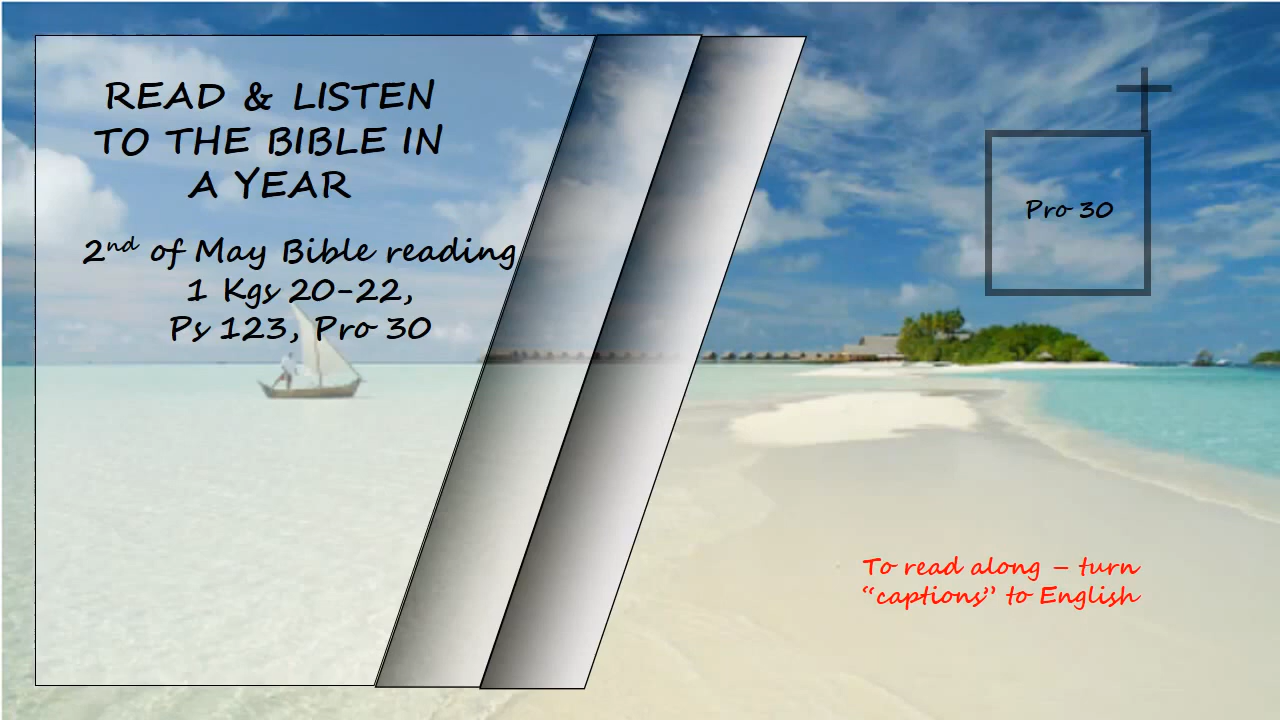 READ & LISTEN
TO THE BIBLE IN
A YEAR
2nd of May Bible reading
1 Kgs 20-22,
Ps 123, Pro 30
Pro 30
To read along – turn
“captions” to English